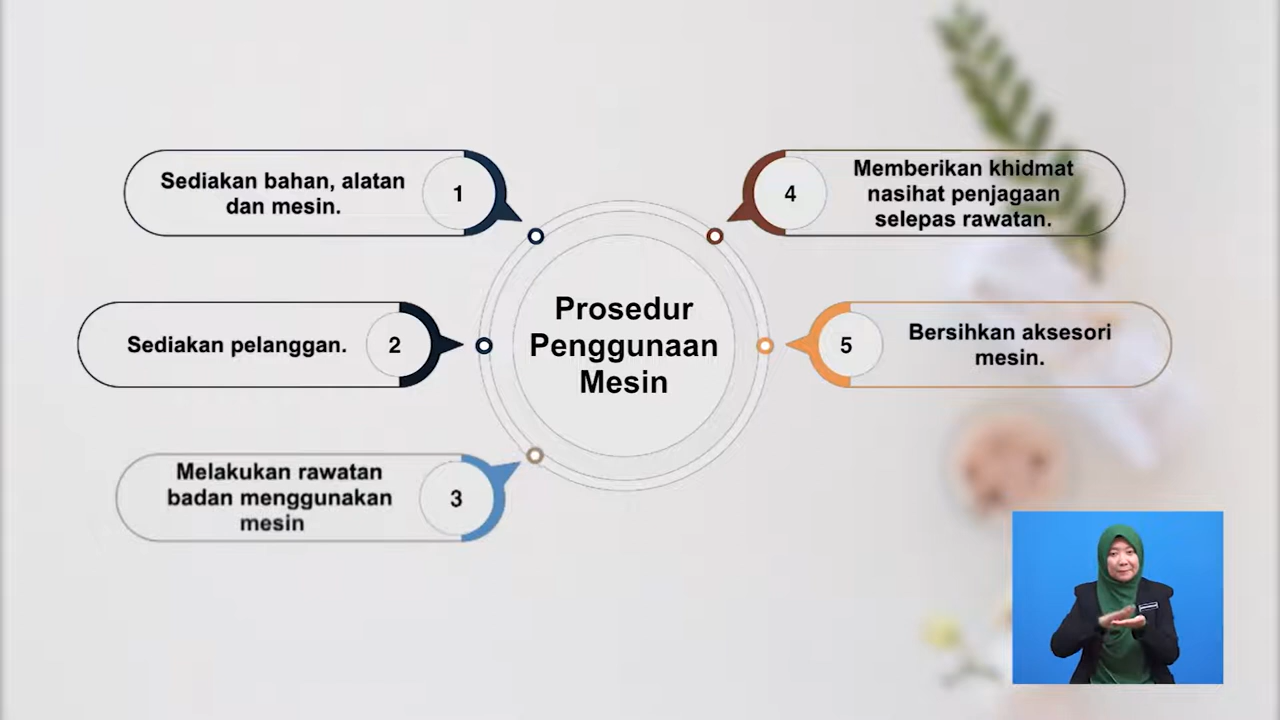 Sediakan bahan, alatan
dan mesin.
1
Sediakan pelanggan.
2
Melakukan rawatan
badan menggunakan
mesin
3
Prosedur
Penggunaan
Mesin
4
Memberikan khidmat
nasihat penjagaan
selepas rawatan.
5
Bersihkan aksesori
mesin.